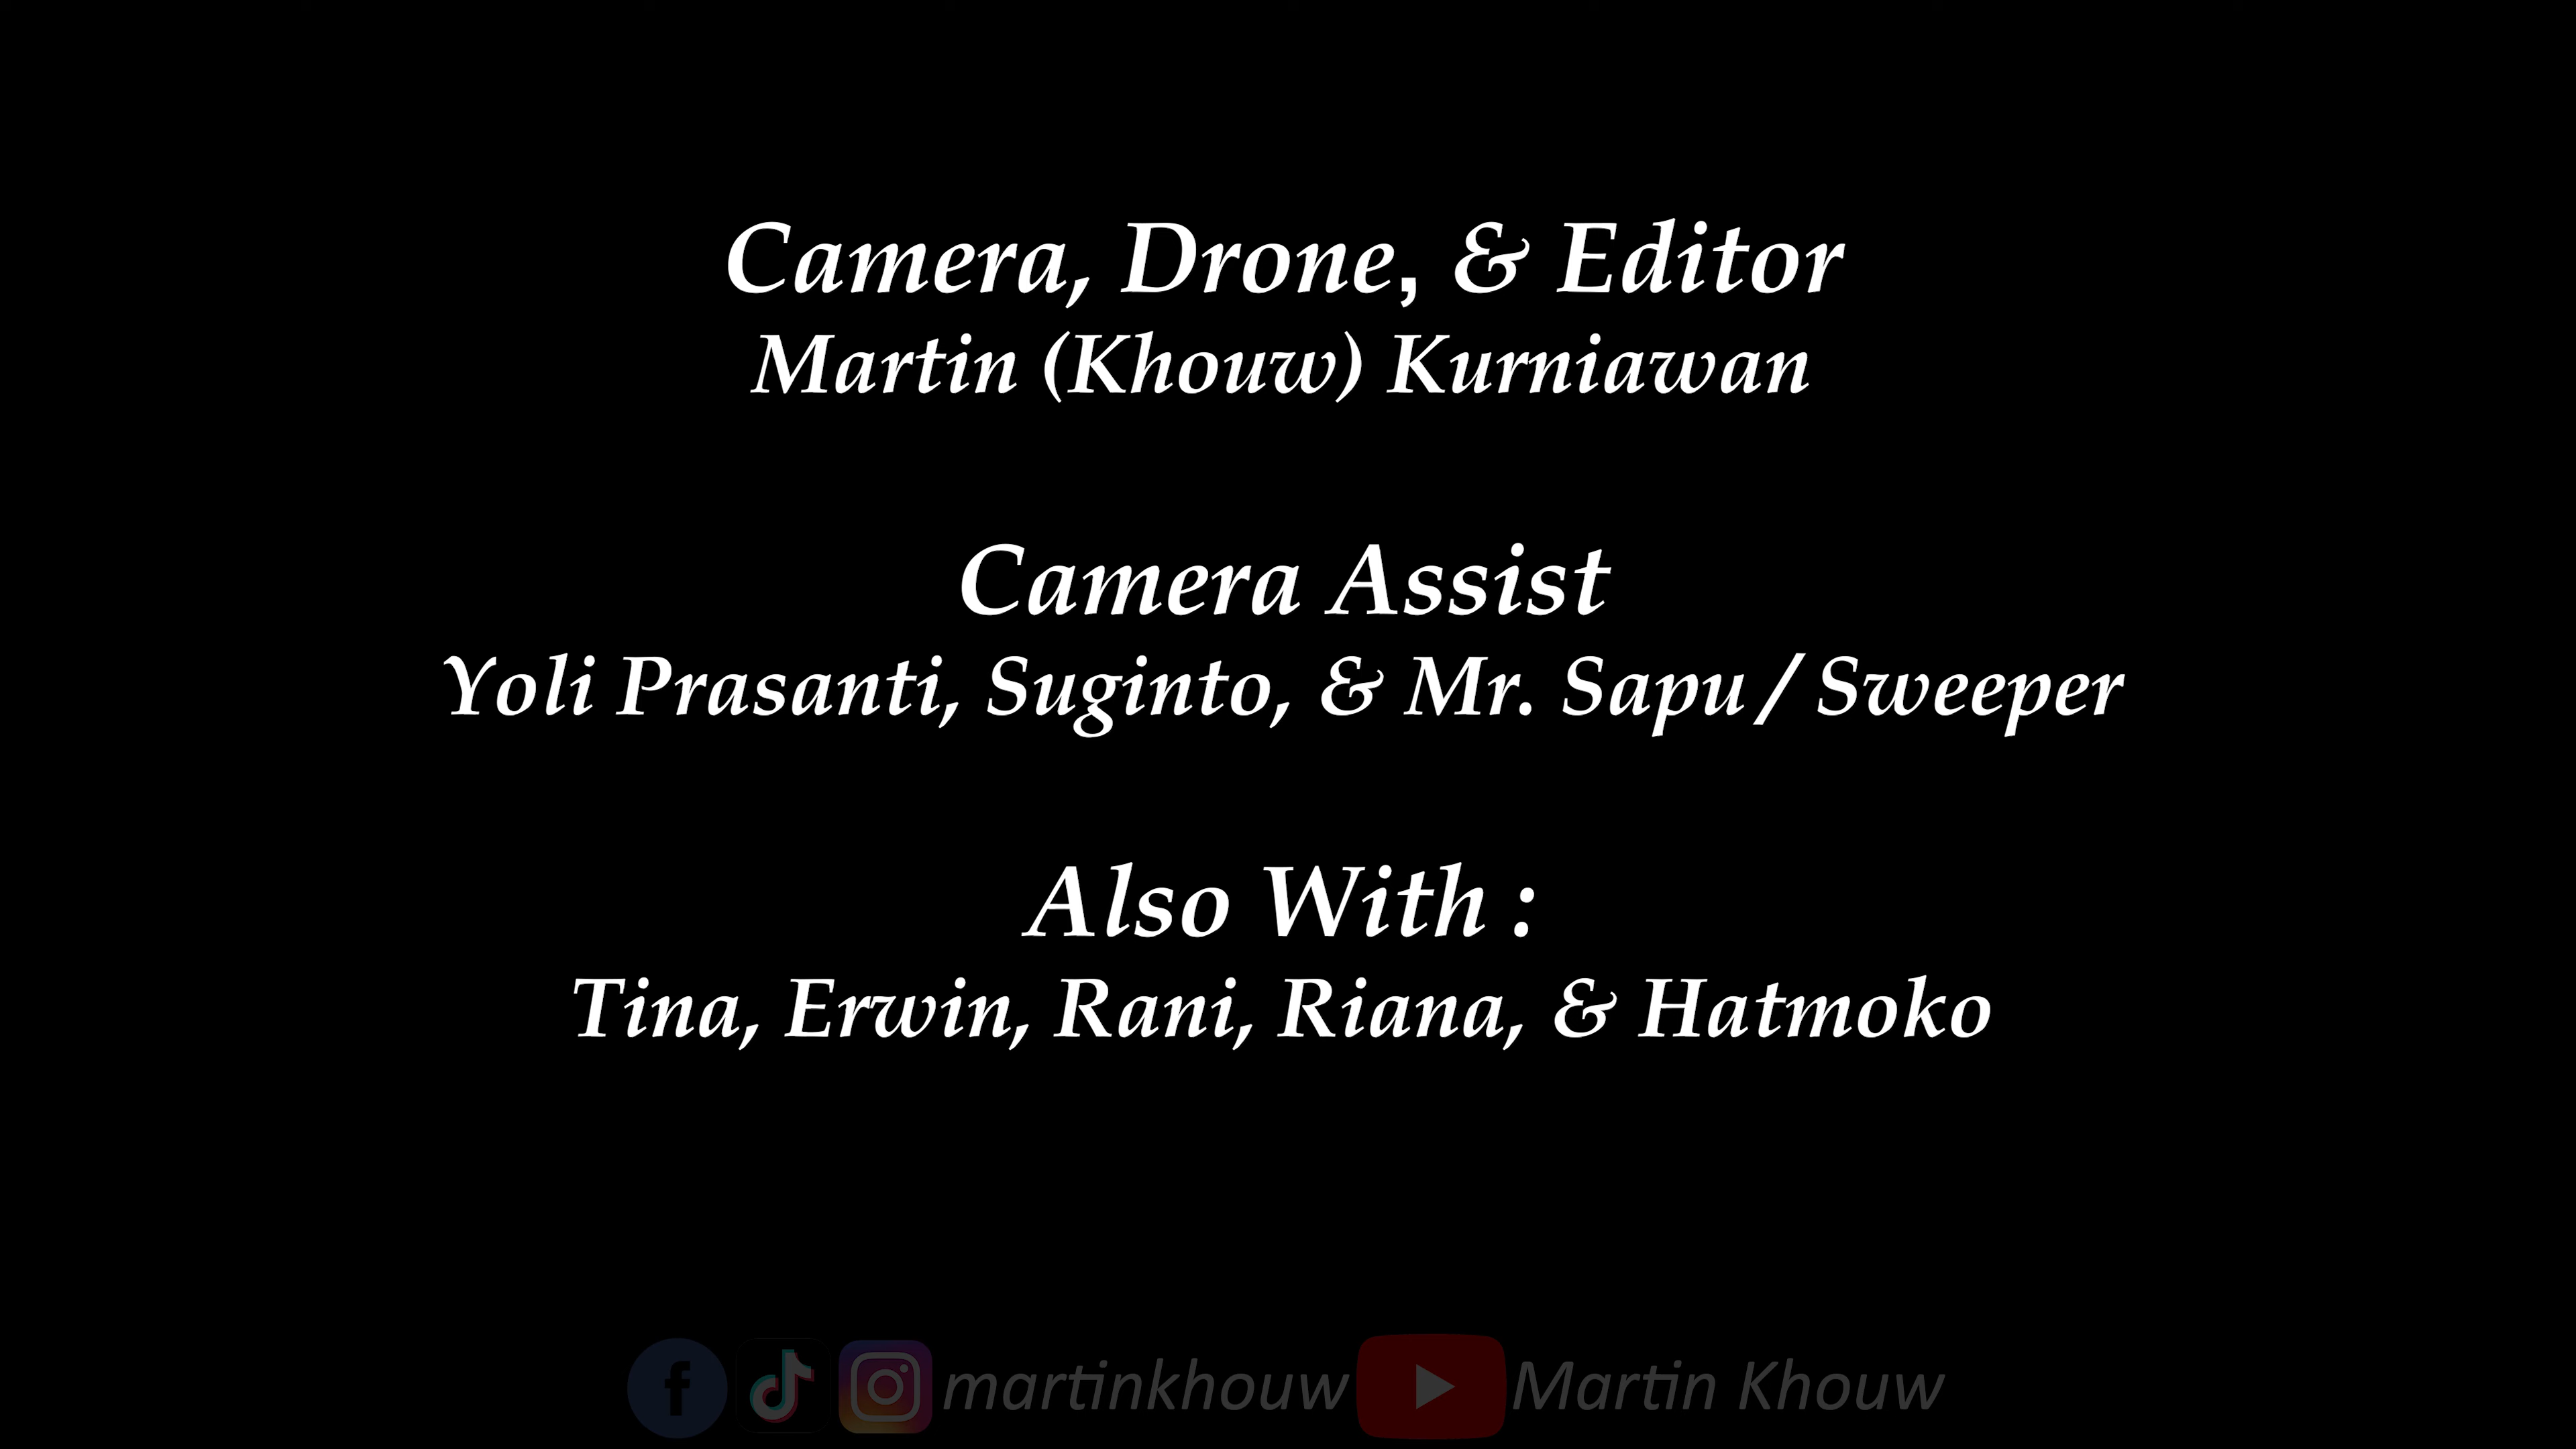 Camera, Drone, & Editor
Martin (Khouw) Kurniawan
Camera Assist
Yoli Prasanti, Suginto, & Mr. Sapu / Sweeper
Also With :
Tina, Erwin, Rani, Riana, & Hatmoko
martinkhouw Martin Khouw